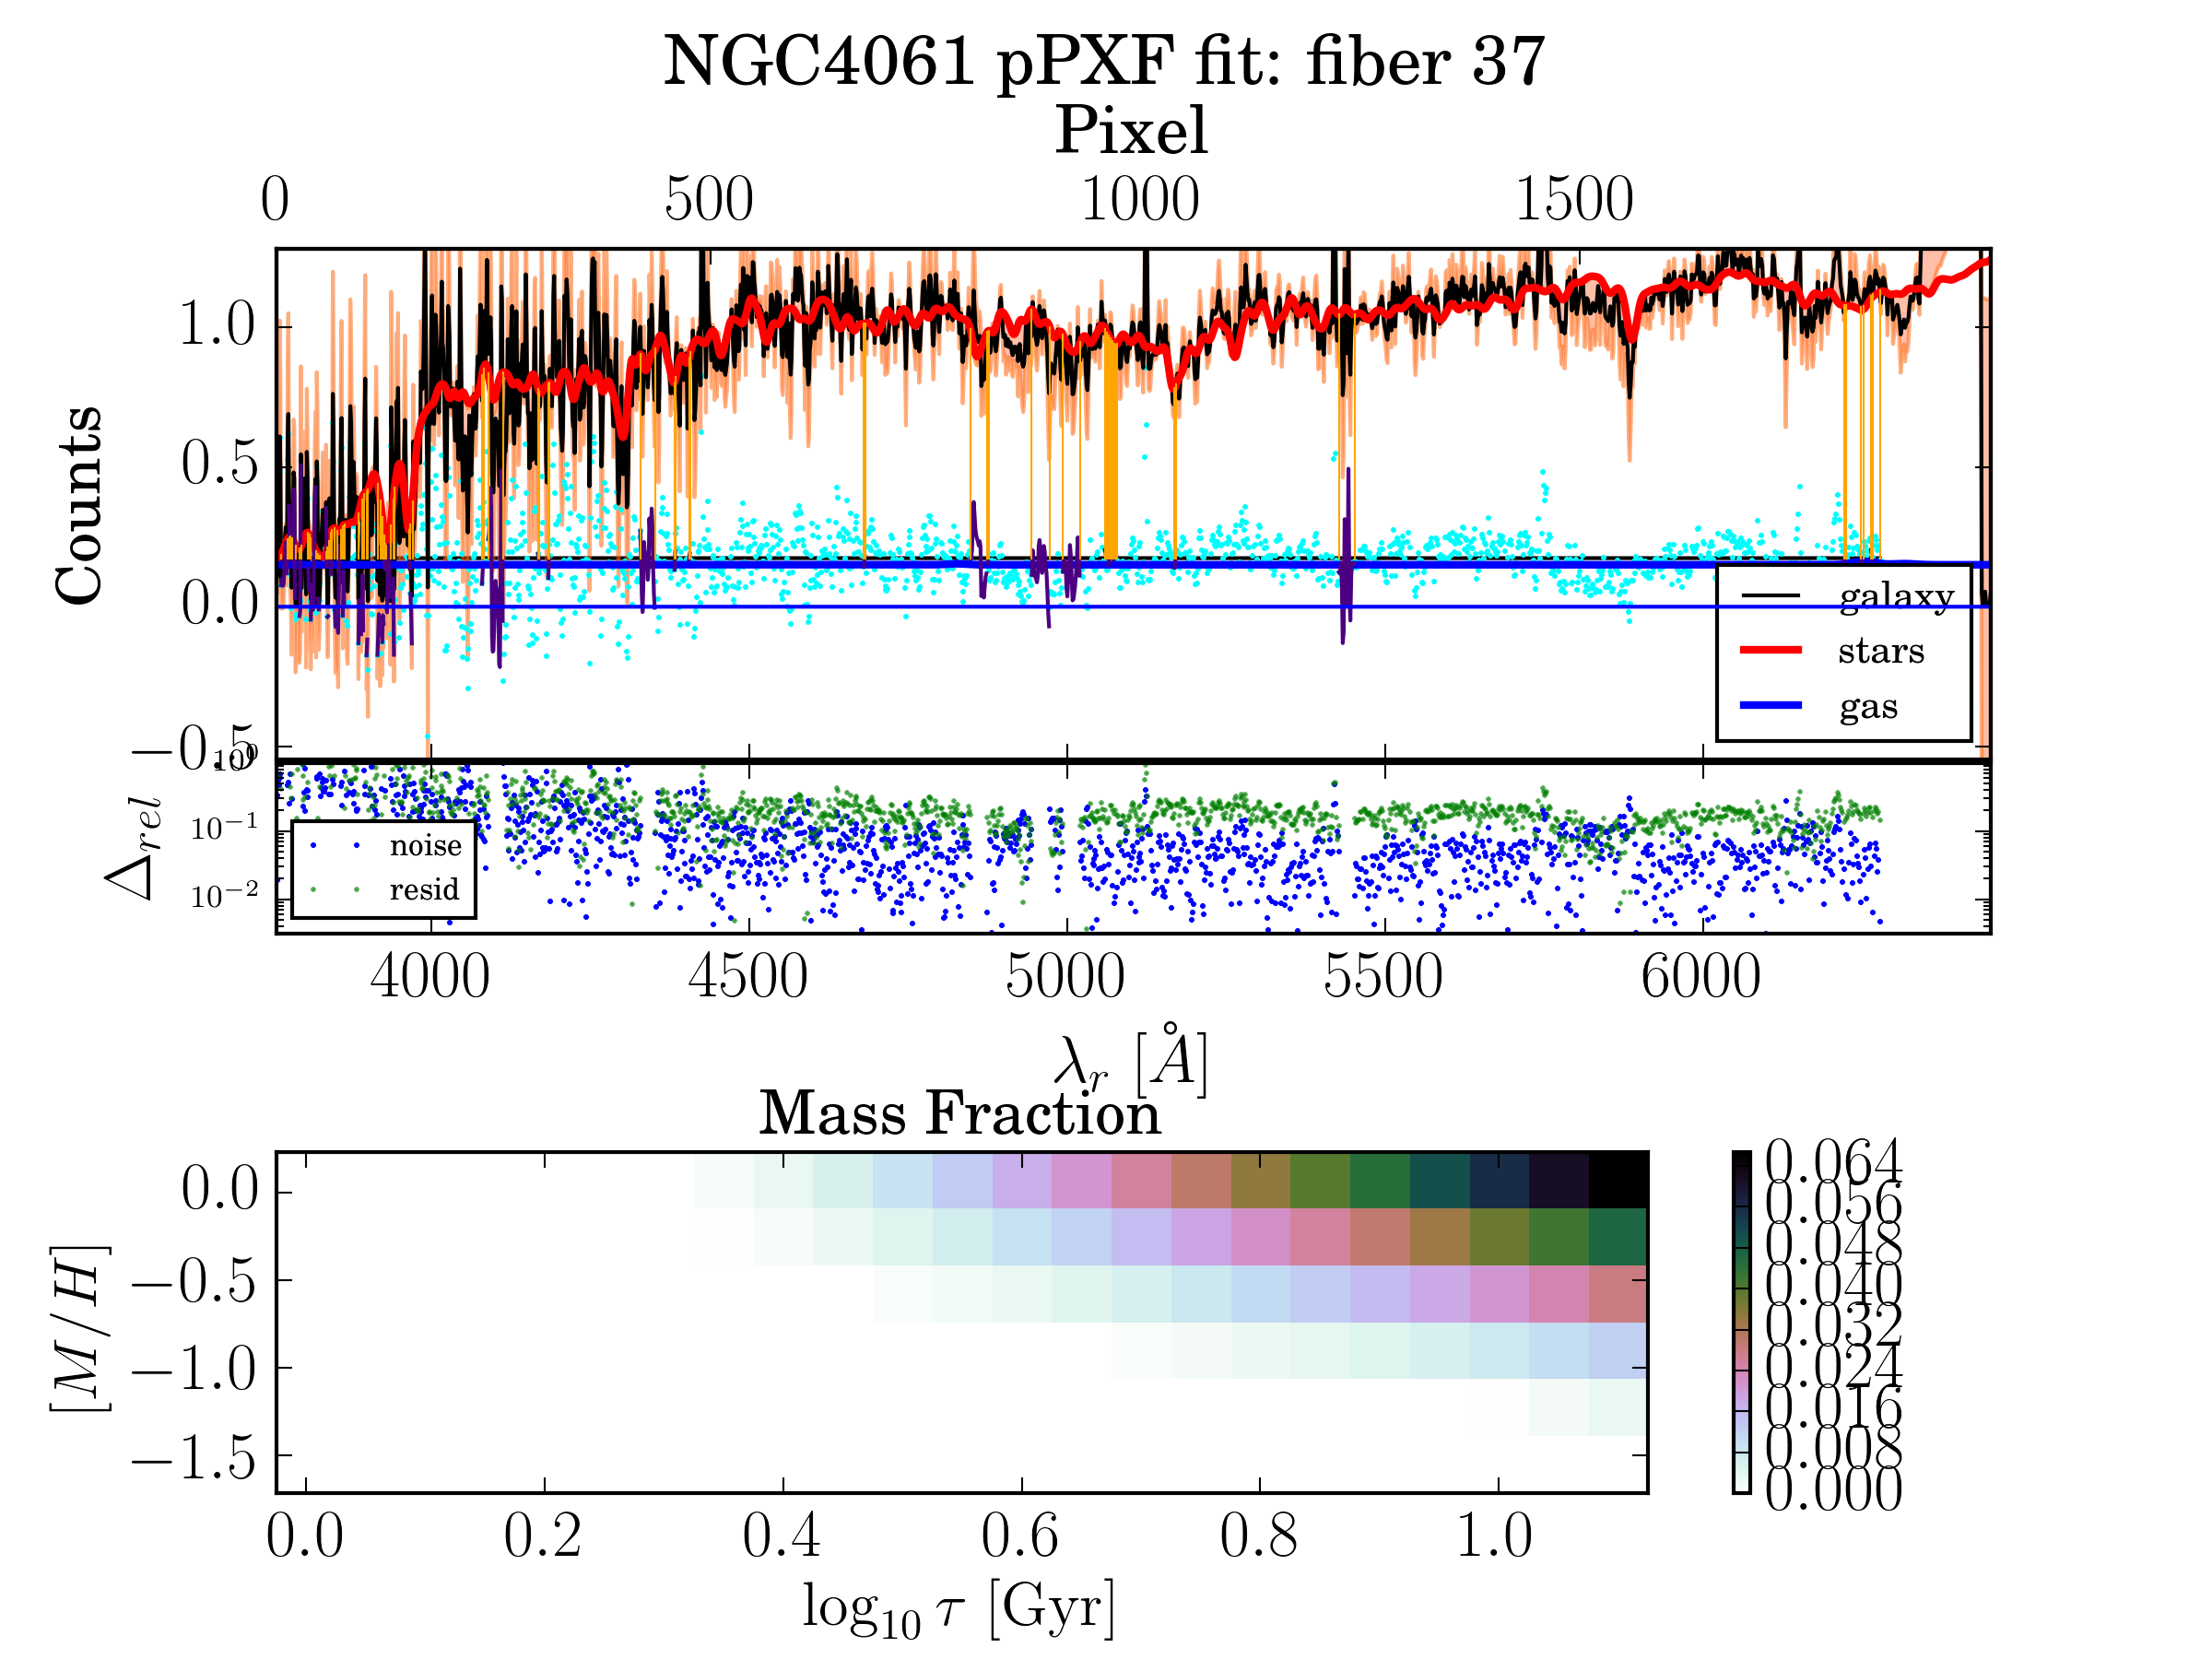 NGC4061 pPXF fit: fiber 37
Pixel
0 500 1000 1500
Counts
1.0
0.5
0.0
−0.5
galaxy
stars
gas
Δrel
10⁰
10⁻¹
10⁻²
noise
resid
4000 4500 5000 5500 6000
λr [Å]
Mass Fraction
[M/H]
0.0
−0.5
−1.0
−1.5
0.064
0.056
0.048
0.040
0.032
0.024
0.016
0.008
0.000
0.0 0.2 0.4 0.6 0.8 1.0
log₁₀ τ [Gyr]